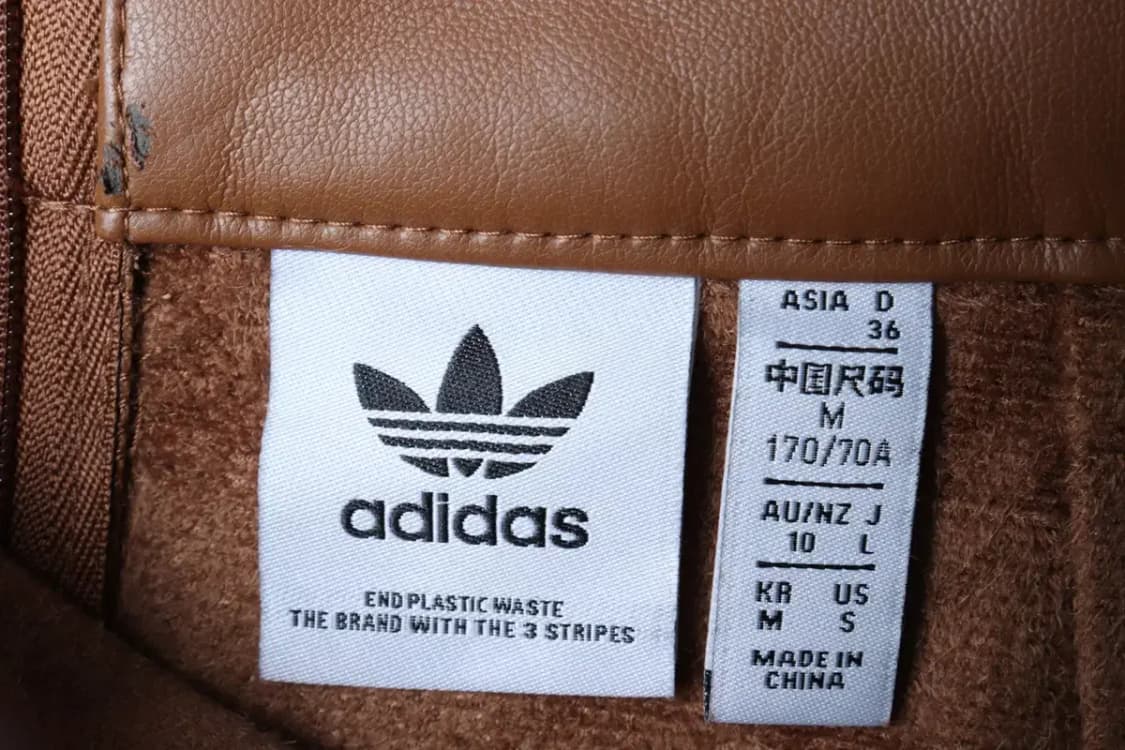 adidas
END PLASTIC WASTE
THE BRAND WITH THE 3 STRIPES
ASIA D
36
中国尺码
M
170/70A
AU/NZ J
10 L
KR US
M S
MADE IN
CHINA